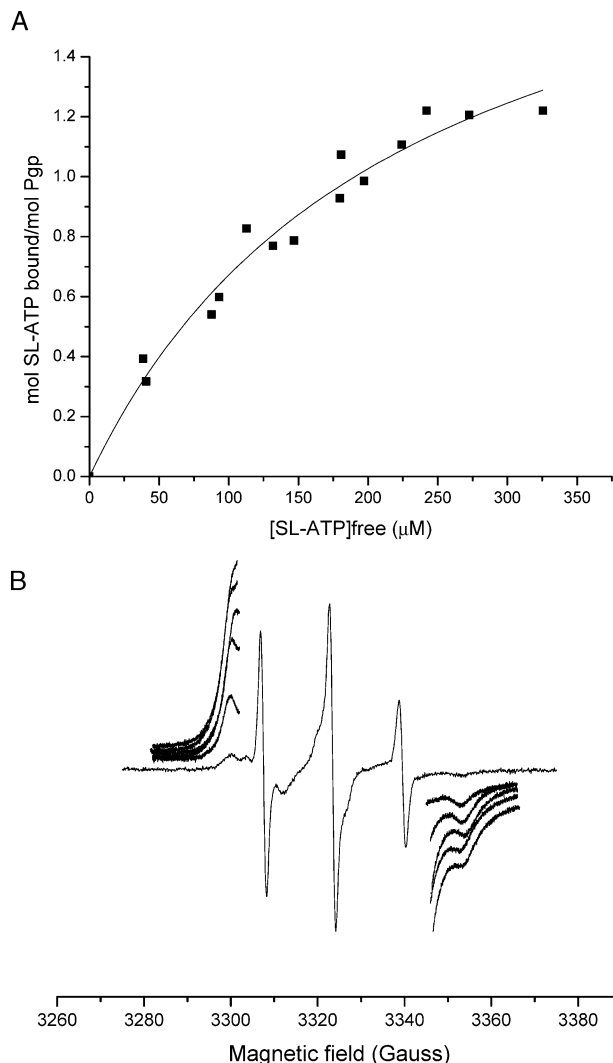 A
mol SL-ATP bound/mol Pgp
1.4
1.2
1.0
0.8
0.6
0.4
0.2
0.0
0 50 100 150 200 250 300 350
[SL-ATP]free (μM)
B
3260 3280 3300 3320 3340 3360 3380
Magnetic field (Gauss)